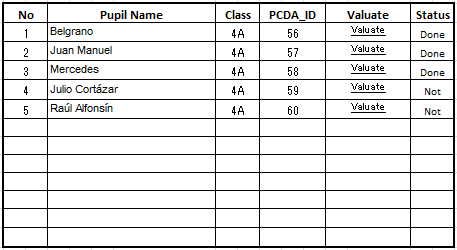 No Pupil Name Class PCDA_ID Valuate Status
1 Belgrano 4A 56 Valuate Done
2 Juan Manuel 4A 57 Valuate Done
3 Mercedes 4A 58 Valuate Done
4 Julio Cortázar 4A 59 Valuate Not
5 Raúl Alfonsín 4A 60 Valuate Not